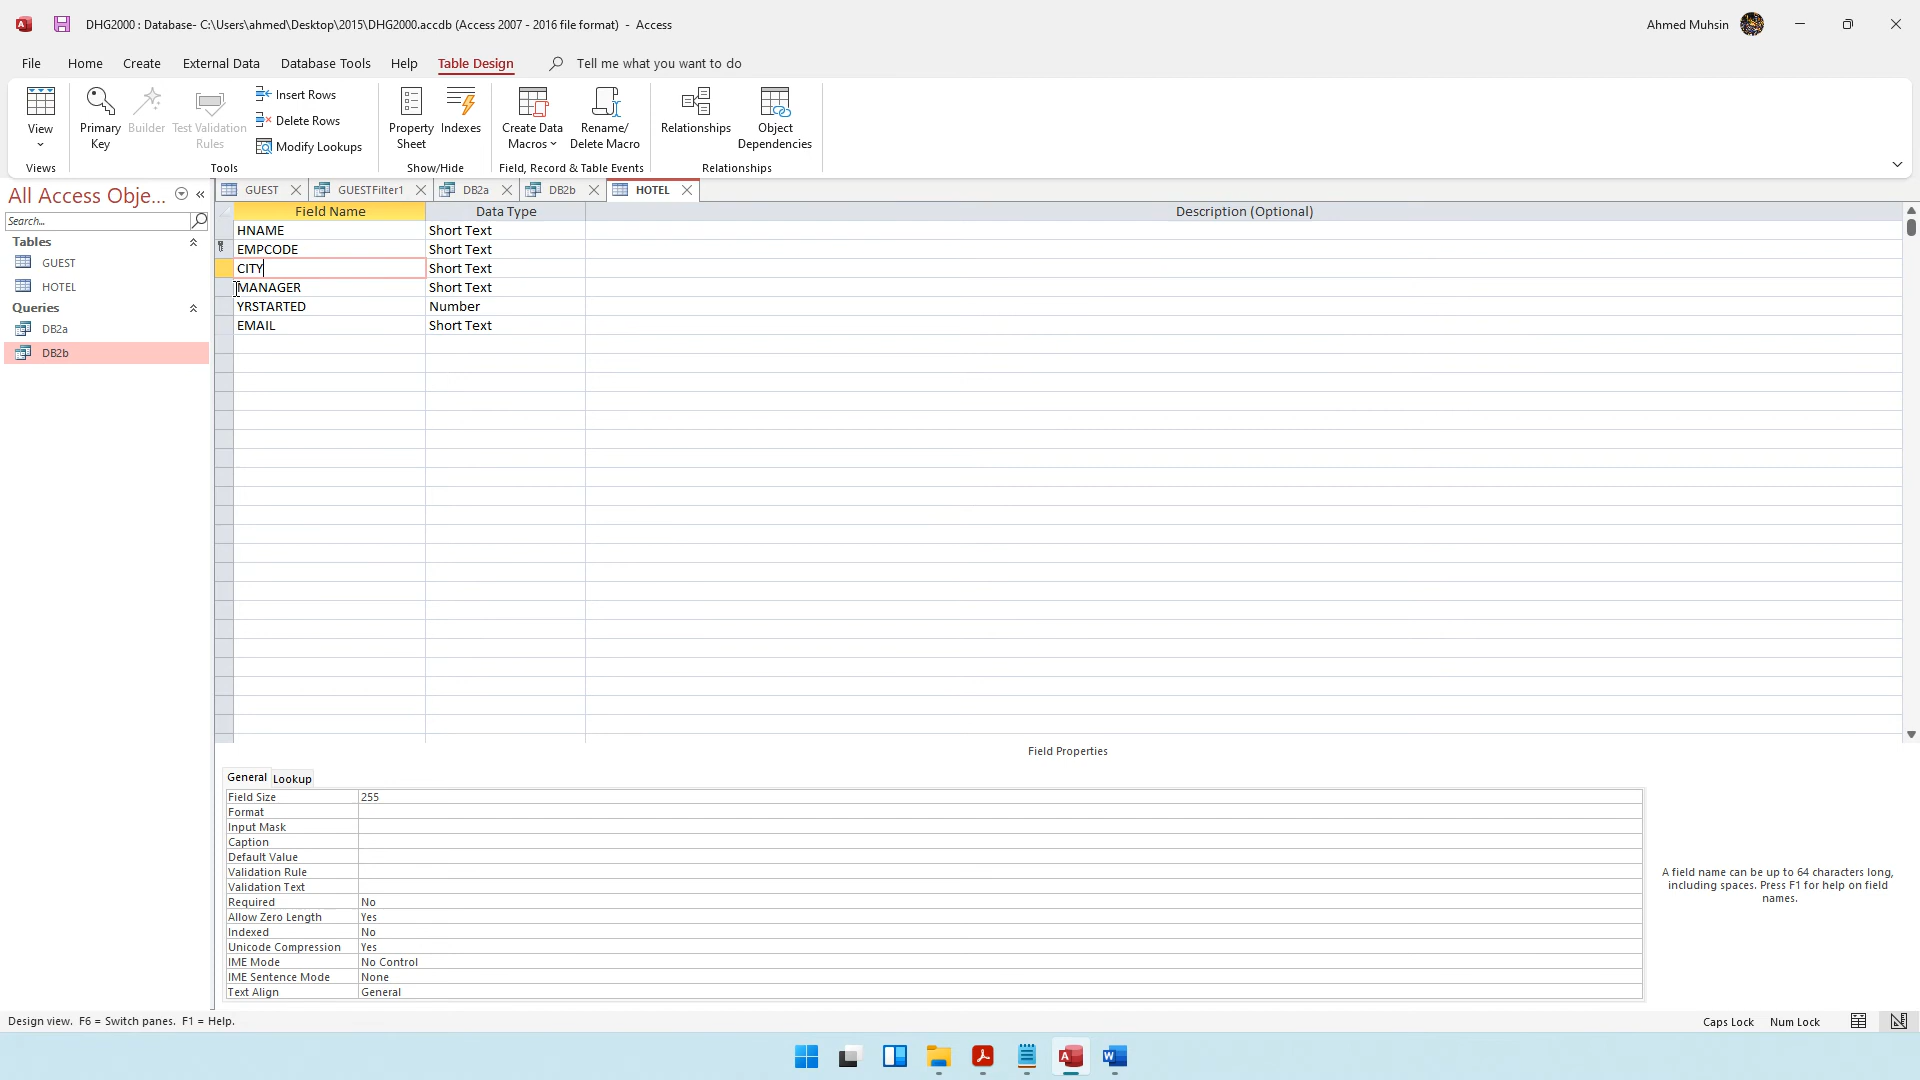 DHG2000 : Database- C:\Users\ahmed\Desktop\2015\DHG2000.accdb (Access 2007 - 2016 file format) - Access
Ahmed Muhsin
File Home Create External Data Database Tools Help Table Design Tell me what you want to do
View
Views
Primary Key
Builder
Test Validation Rules
Insert Rows
Delete Rows
Modify Lookups
Tools
Property Sheet
Indexes
Show/Hide
Create Data Macros
Rename/ Delete Macro
Field, Record & Table Events
Relationships
Object Dependencies
Relationships
All Access Obje...
Search...
Tables
GUEST
HOTEL
Queries
DB2a
DB2b
GUEST GUESTFilter1 DB2a DB2b HOTEL
Field Name Data Type Description (Optional)
HNAME Short Text
EMPCODE Short Text
CITY Short Text
MANAGER Short Text
YRSTARTED Number
EMAIL Short Text
Field Properties
General Lookup
Field Size 255
Format
Input Mask
Caption
Default Value
Validation Rule
Validation Text
Required No
Allow Zero Length Yes
Indexed No
Unicode Compression Yes
IME Mode No Control
IME Sentence Mode None
Text Align General
A field name can be up to 64 characters long,
including spaces. Press F1 for help on field
names.
Design view. F6 = Switch panes. F1 = Help.
Caps Lock Num Lock